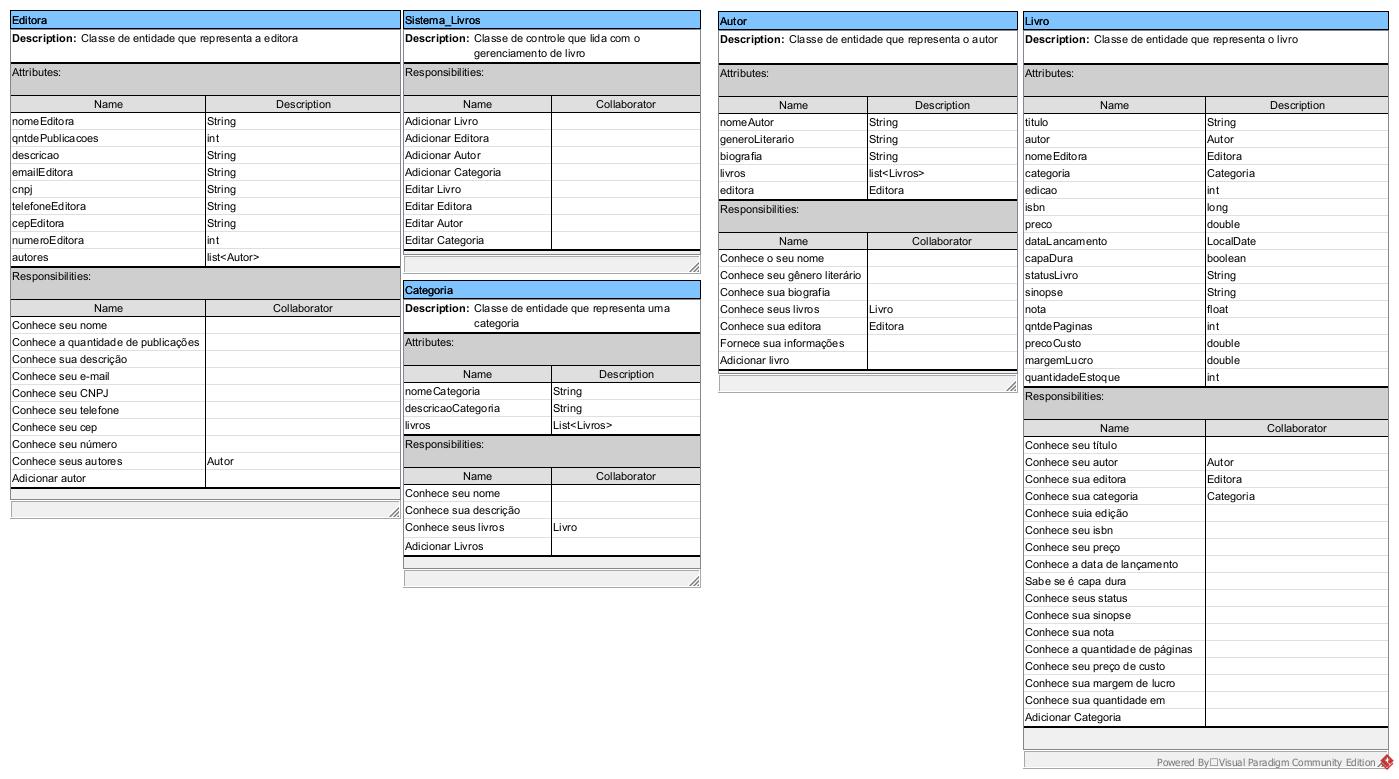 Editora
Description: Classe de entidade que representa a editora
Attributes:
Name Description
nomeEditora String
qntdePublicacoes int
descricao String
emailEditora String
cnpj String
telefoneEditora String
cepEditora String
numeroEditora int
autores list<Autor>
Responsibilities:
Name Collaborator
Conhece seu nome
Conhece a quantidade de publicações
Conhece sua descrição
Conhece seu e-mail
Conhece seu CNPJ
Conhece seu telefone
Conhece seu cep
Conhece seu número
Conhece seus autores Autor
Adicionar autor
Sistema_Livros
Description: Classe de controle que lida com o
gerenciamento de livro
Responsibilities:
Name Collaborator
Adicionar Livro
Adicionar Editora
Adicionar Autor
Adicionar Categoria
Editar Livro
Editar Editora
Editar Autor
Editar Categoria
Categoria
Description: Classe de entidade que representa uma
categoria
Attributes:
Name Description
nomeCategoria String
descricaoCategoria String
livros List<Livros>
Responsibilities:
Name Collaborator
Conhece seu nome
Conhece sua descrição
Conhece seus livros Livro
Adicionar Livros
Autor
Description: Classe de entidade que representa o autor
Attributes:
Name Description
nomeAutor String
generoLiterario String
biografia String
livros list<Livros>
editora Editora
Responsibilities:
Name Collaborator
Conhece o seu nome
Conhece seu gênero literário
Conhece sua biografia
Conhece seus livros Livro
Conhece sua editora Editora
Fornece sua informações
Adicionar livro
Livro
Description: Classe de entidade que representa o livro
Attributes:
Name Description
titulo String
autor Autor
nomeEditora Editora
categoria Categoria
edicao int
isbn long
preco double
dataLancamento LocalDate
capaDura boolean
statusLivro String
sinopse String
nota float
qntdePaginas int
precoCusto double
margemLucro double
quantidadeEstoque int
Responsibilities:
Name Collaborator
Conhece seu título
Conhece seu autor Autor
Conhece sua editora Editora
Conhece sua categoria Categoria
Conhece suia edição
Conhece seu isbn
Conhece seu preço
Conhece a data de lançamento
Sabe se é capa dura
Conhece seus status
Conhece sua sinopse
Conhece sua nota
Conhece a quantidade de páginas
Conhece seu preço de custo
Conhece sua margem de lucro
Conhece sua quantidade em
Adicionar Categoria
Powered By□Visual Paradigm Community Edition